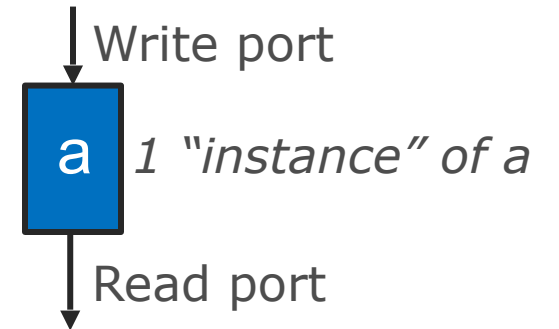 Write port
a 1 “instance” of a
Read port